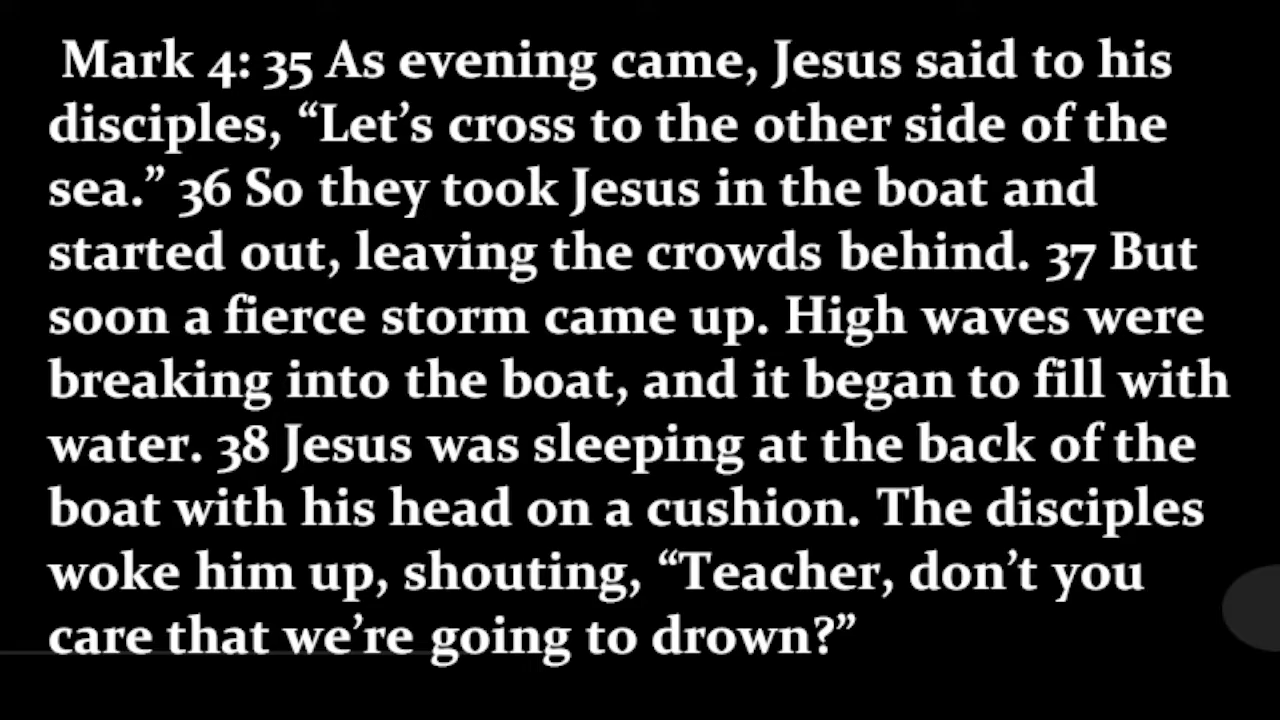 Mark 4: 35 As evening came, Jesus said to his
disciples, “Let’s cross to the other side of the
sea.” 36 So they took Jesus in the boat and
started out, leaving the crowds behind. 37 But
soon a fierce storm came up. High waves were
breaking into the boat, and it began to fill with
water. 38 Jesus was sleeping at the back of the
boat with his head on a cushion. The disciples
woke him up, shouting, “Teacher, don’t you
care that we’re going to drown?”